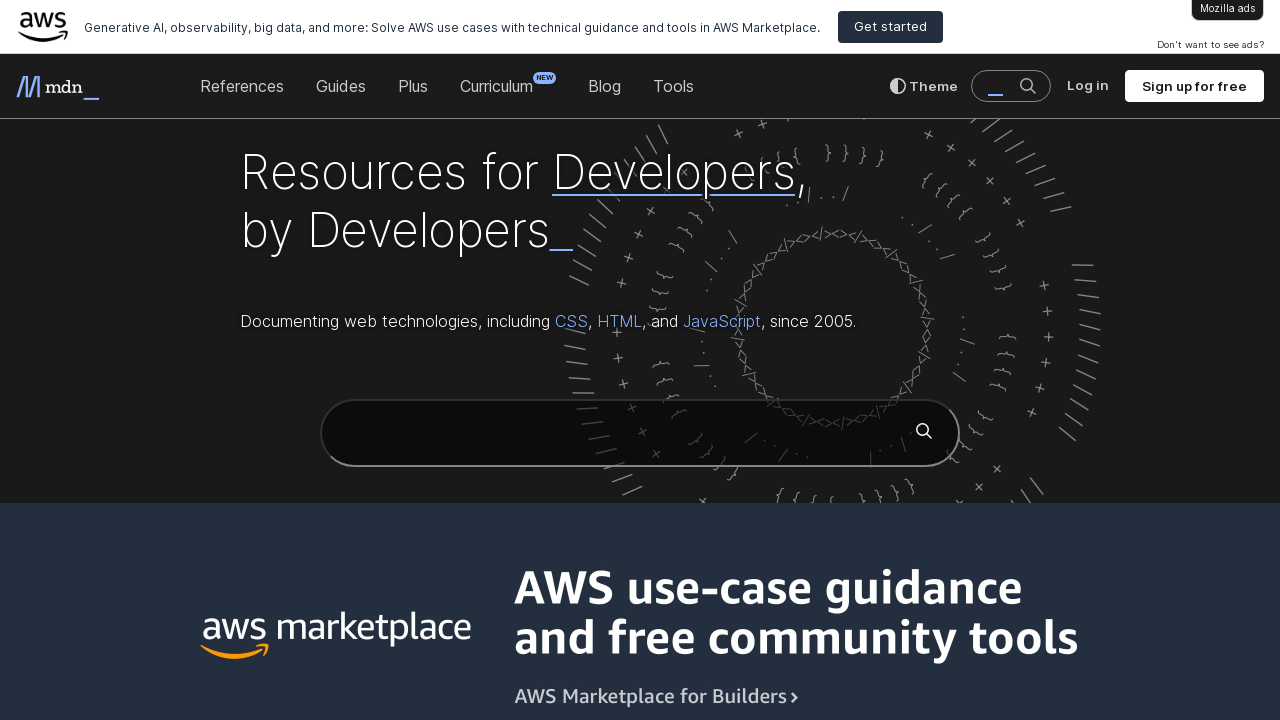 aws
Generative AI, observability, big data, and more: Solve AWS use cases with technical guidance and tools in AWS Marketplace.
Get started
Mozilla ads
Don't want to see ads?
mdn_
References
Guides
Plus
Curriculum NEW
Blog
Tools
Theme
Log in
Sign up for free
Resources for Developers,
by Developers_
Documenting web technologies, including CSS, HTML, and JavaScript, since 2005.
aws marketplace
AWS use-case guidance
and free community tools
AWS Marketplace for Builders